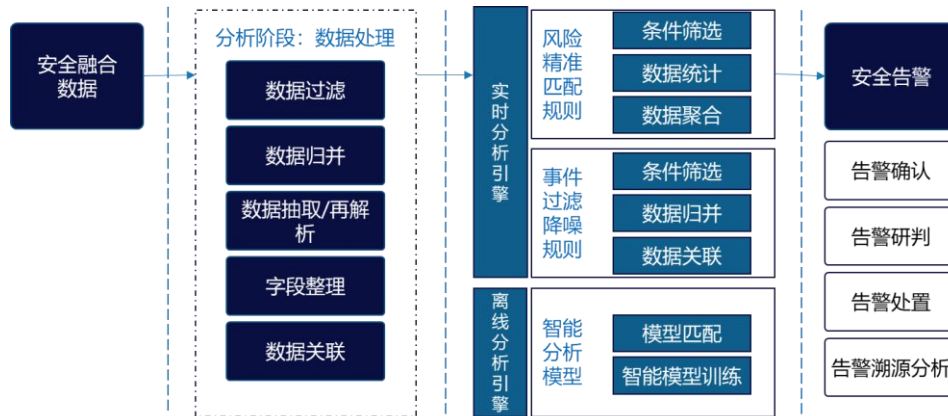 安全融合
数据
分析阶段：数据处理
数据过滤
数据归并
数据抽取/再解
析
字段整理
数据关联
实时分析引擎
风险
精准
匹配
规则
条件筛选
数据统计
数据聚合
事件
过滤
降噪
规则
条件筛选
数据归并
数据关联
离线分析引擎
智能
分析
模型
模型匹配
智能模型训练
安全告警
告警确认
告警研判
告警处置
告警溯源分析